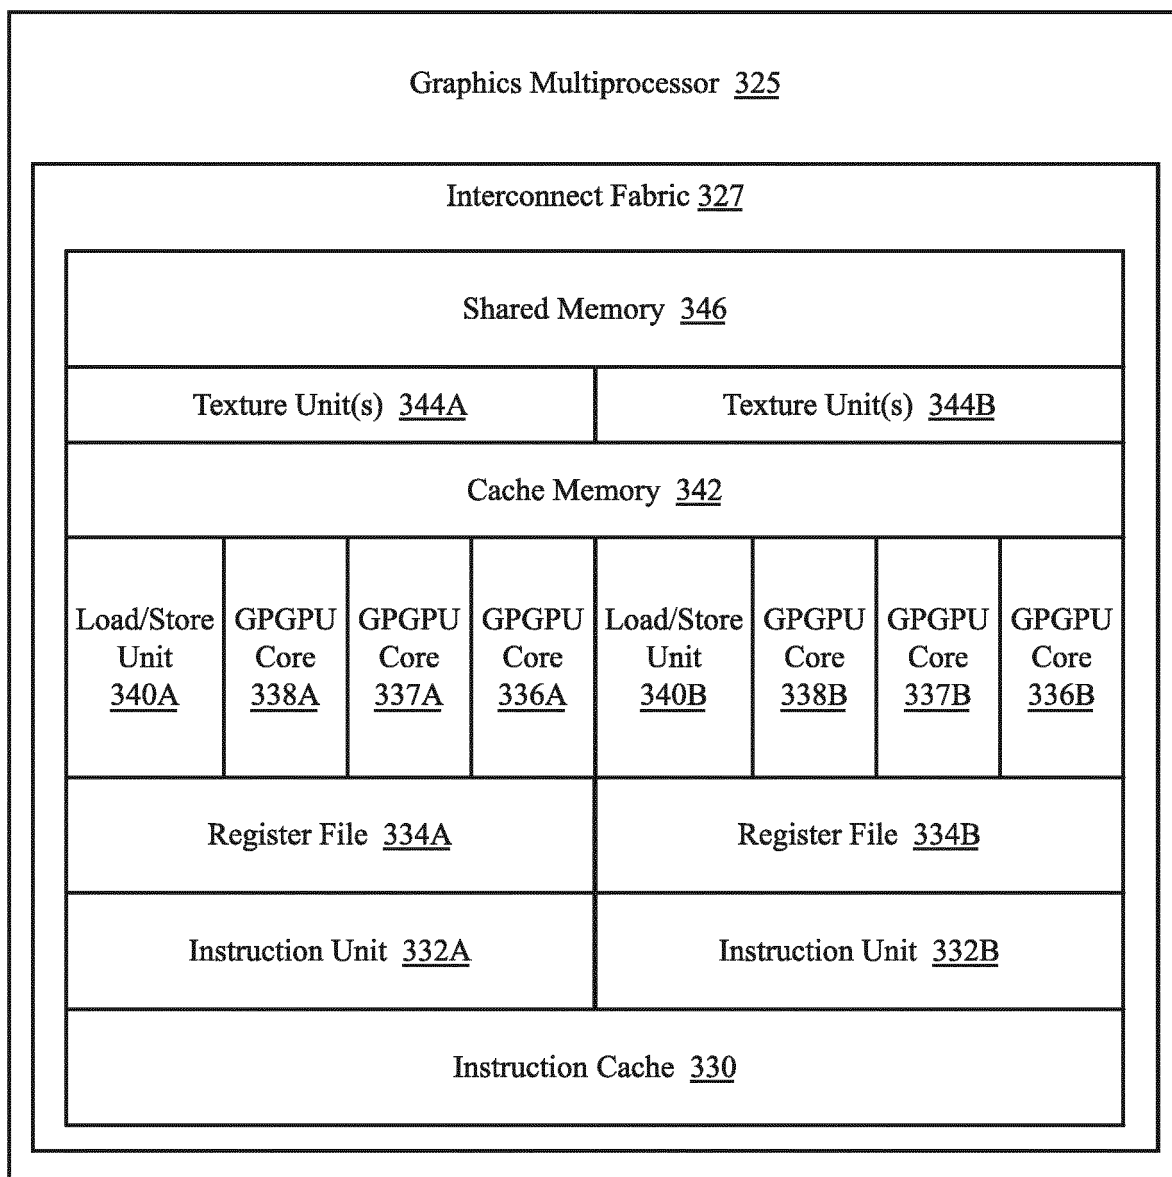 Graphics Multiprocessor 325
Interconnect Fabric 327
Shared Memory 346
Texture Unit(s) 344A
Texture Unit(s) 344B
Cache Memory 342
Load/Store
Unit
340A
GPGPU
Core
338A
GPGPU
Core
337A
GPGPU
Core
336A
Load/Store
Unit
340B
GPGPU
Core
338B
GPGPU
Core
337B
GPGPU
Core
336B
Register File 334A
Register File 334B
Instruction Unit 332A
Instruction Unit 332B
Instruction Cache 330